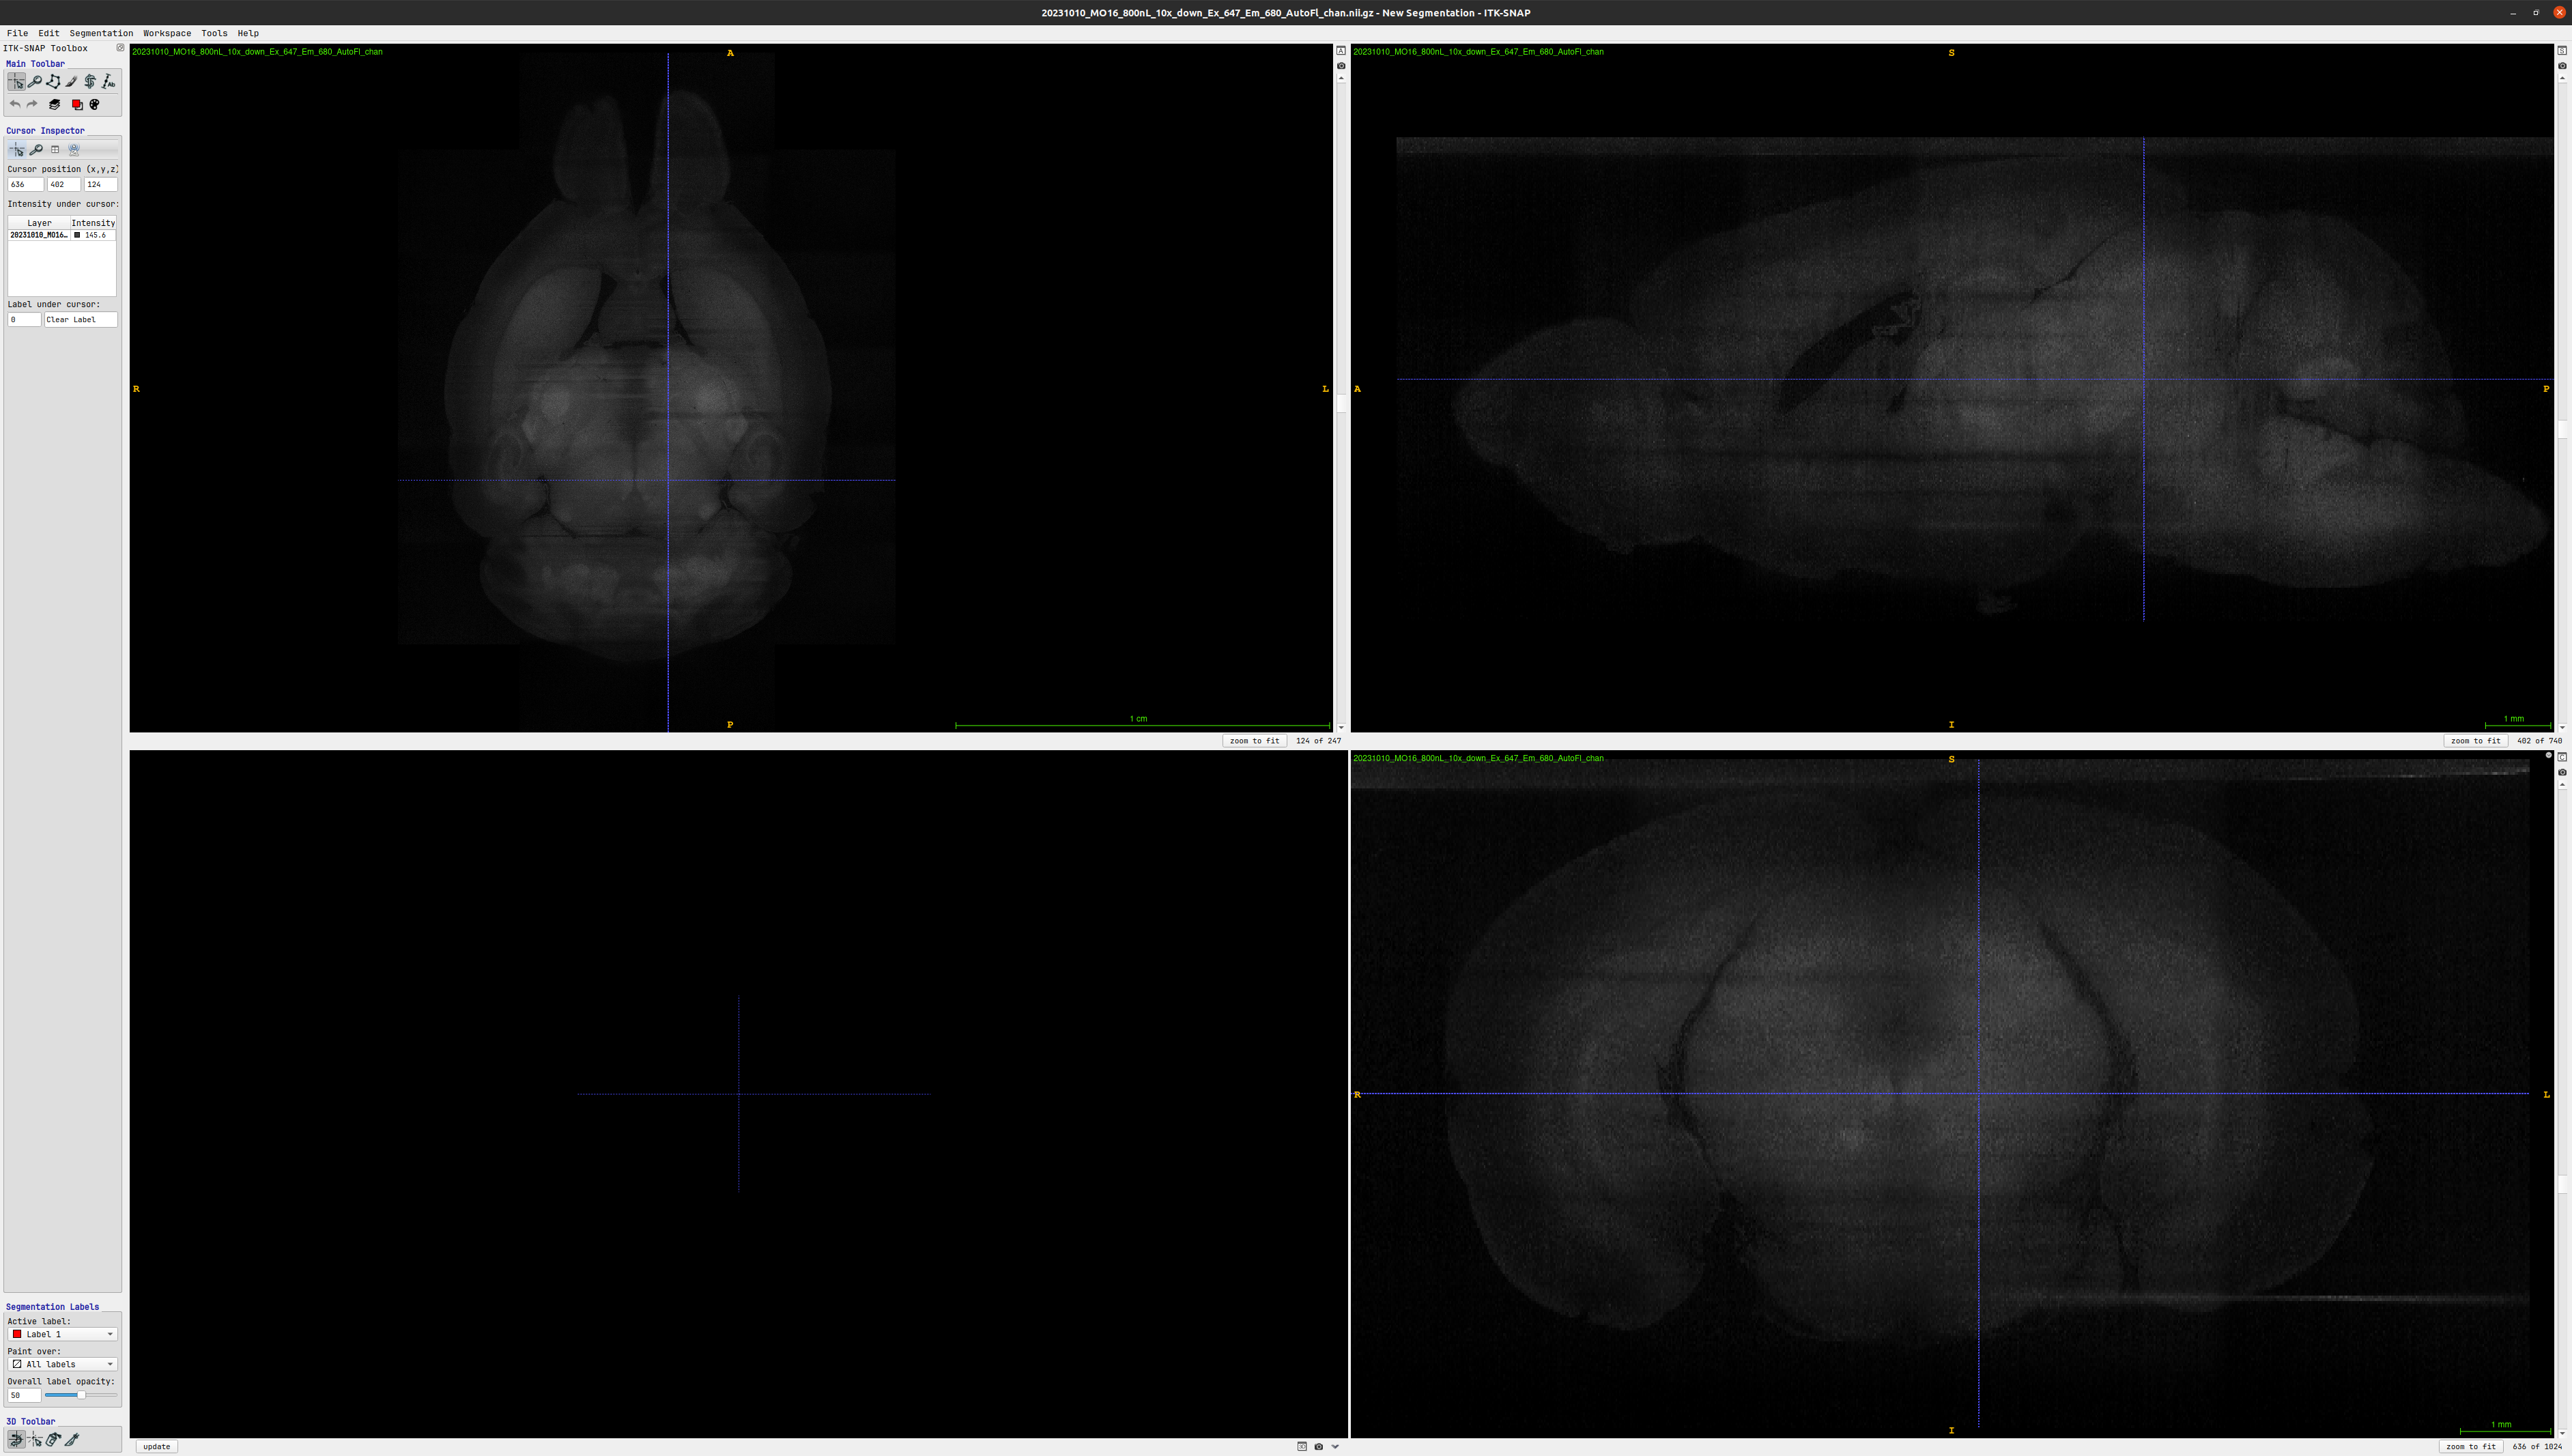 20231010_MO16_800nL_10x_down_Ex_647_Em_680_AutoFl_chan.nii.gz - New Segmentation - ITK-SNAP
File Edit Segmentation Workspace Tools Help
ITK-SNAP Toolbox
Main Toolbar
Cursor Inspector
Cursor position (x,y,z)
636 402 124
Intensity under cursor:
Layer Intensity
20231010_MO16… 145.6
Label under cursor:
0 Clear Label
Segmentation Labels
Active label:
Label 1
Paint over:
All labels
Overall label opacity:
50
3D Toolbar
20231010_MO16_800nL_10x_down_Ex_647_Em_680_AutoFl_chan
A
R
L
P
1 cm
A
zoom to fit 124 of 247
20231010_MO16_800nL_10x_down_Ex_647_Em_680_AutoFl_chan
S
A
P
I
1 mm
S
zoom to fit 402 of 740
update
3D
20231010_MO16_800nL_10x_down_Ex_647_Em_680_AutoFl_chan
S
R
L
I
1 mm
C
zoom to fit 636 of 1024